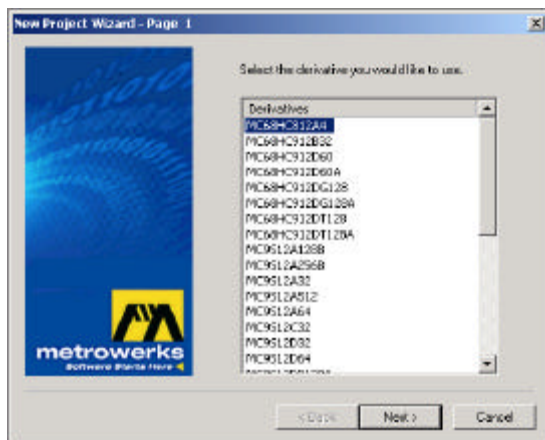 New Project Wizard - Page 1
Select the derivative you would like to use.
Derivatives
MC68HC812A4
MC68HC912B32
MC68HC912D60
MC68HC912D60A
MC68HC912DG128
MC68HC912DG128A
MC68HC912DT128
MC68HC912DT128A
MC9S12A128B
MC9S12A256B
MC9S12A32
MC9S12A512
MC9S12A64
MC9S12C32
MC9S12D32
MC9S12D64
metrowerks
Software Starts Here
< Back
Next >
Cancel